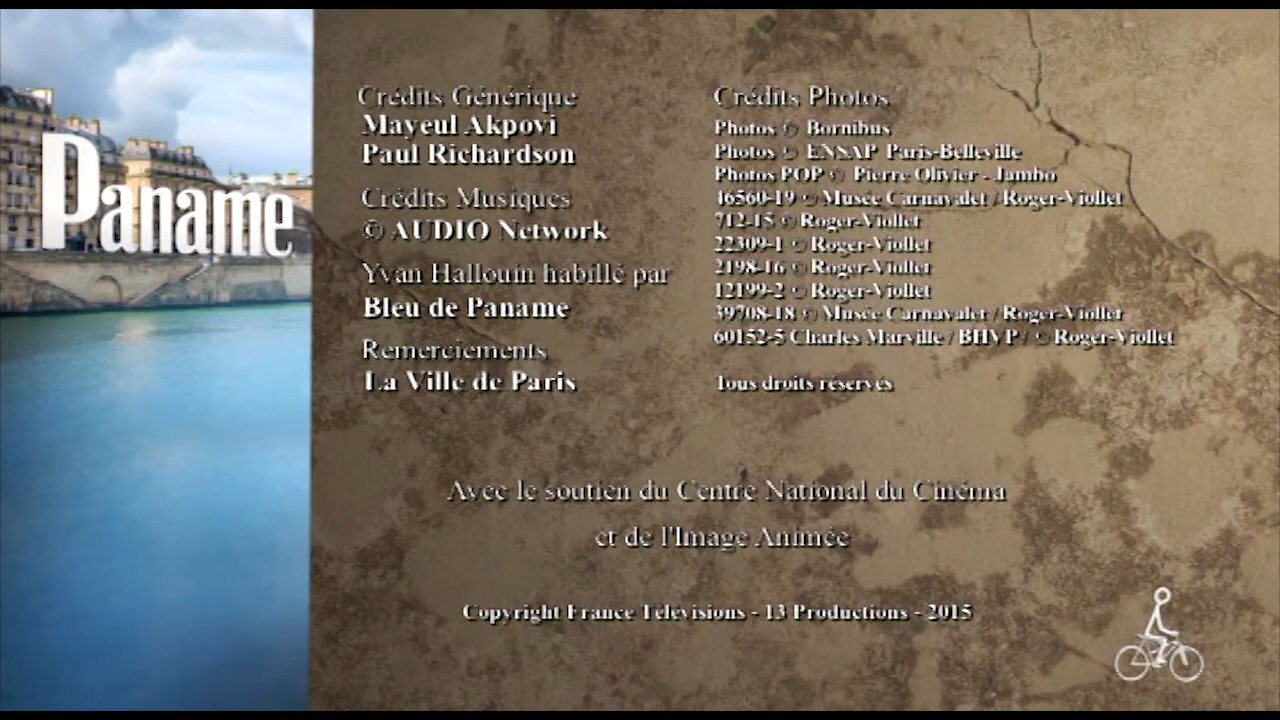 Paname
Crédits Générique
Mayeul Akpovi
Paul Richardson
Crédits Musiques
© AUDIO Network
Yvan Hallouin habillé par
Bleu de Paname
Remerciements
La Ville de Paris
Crédits Photos
Photos © Bornibus
Photos © ENSAP Paris-Belleville
Photos POP © Pierre Olivier - Jambo
46560-19 © Musée Carnavalet / Roger-Viollet
712-15 © Roger-Viollet
22309-1 © Roger-Viollet
2198-16 © Roger-Viollet
12199-2 © Roger-Viollet
39708-18 © Musée Carnavalet / Roger-Viollet
60152-5 Charles Marville / BHVP / © Roger-Viollet
Tous droits réservés
Avec le soutien du Centre National du Cinéma
et de l'Image Animée
Copyright France Télévisions - 13 Productions - 2015